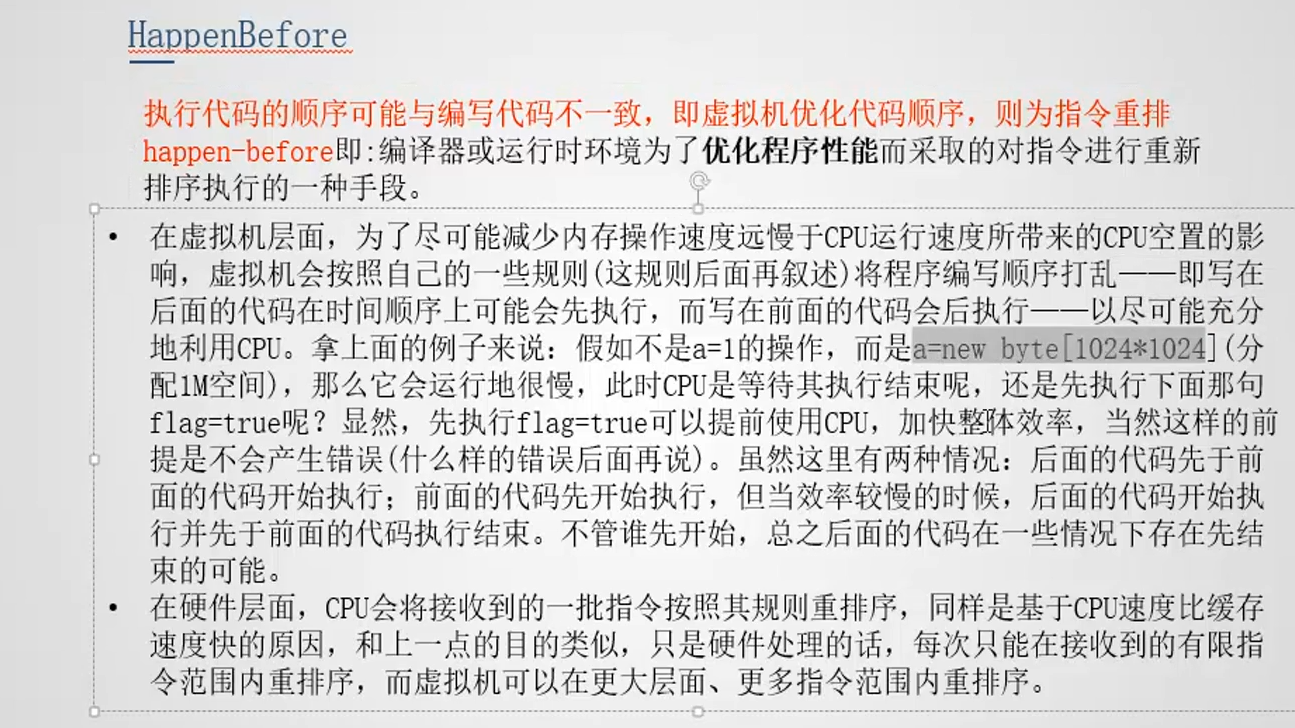 HappenBefore
执行代码的顺序可能与编写代码不一致，即虚拟机优化代码顺序，则为指令重排
happen-before即:编译器或运行时环境为了优化程序性能而采取的对指令进行重新
排序执行的一种手段。
• 在虚拟机层面，为了尽可能减少内存操作速度远慢于CPU运行速度所带来的CPU空置的影
响，虚拟机会按照自己的一些规则(这规则后面再叙述)将程序编写顺序打乱——即写在
后面的代码在时间顺序上可能会先执行，而写在前面的代码会后执行——以尽可能充分
地利用CPU。拿上面的例子来说：假如不是a=1的操作，而是a=new byte[1024*1024](分
配1M空间)，那么它会运行地很慢，此时CPU是等待其执行结束呢，还是先执行下面那句
flag=true呢？显然，先执行flag=true可以提前使用CPU，加快整体效率，当然这样的前
提是不会产生错误(什么样的错误后面再说)。虽然这里有两种情况：后面的代码先于前
面的代码开始执行；前面的代码先开始执行，但当效率较慢的时候，后面的代码开始执
行并先于前面的代码执行结束。不管谁先开始，总之后面的代码在一些情况下存在先结
束的可能。
• 在硬件层面，CPU会将接收到的一批指令按照其规则重排序，同样是基于CPU速度比缓存
速度快的原因，和上一点的目的类似，只是硬件处理的话，每次只能在接收到的有限指
令范围内重排序，而虚拟机可以在更大层面、更多指令范围内重排序。